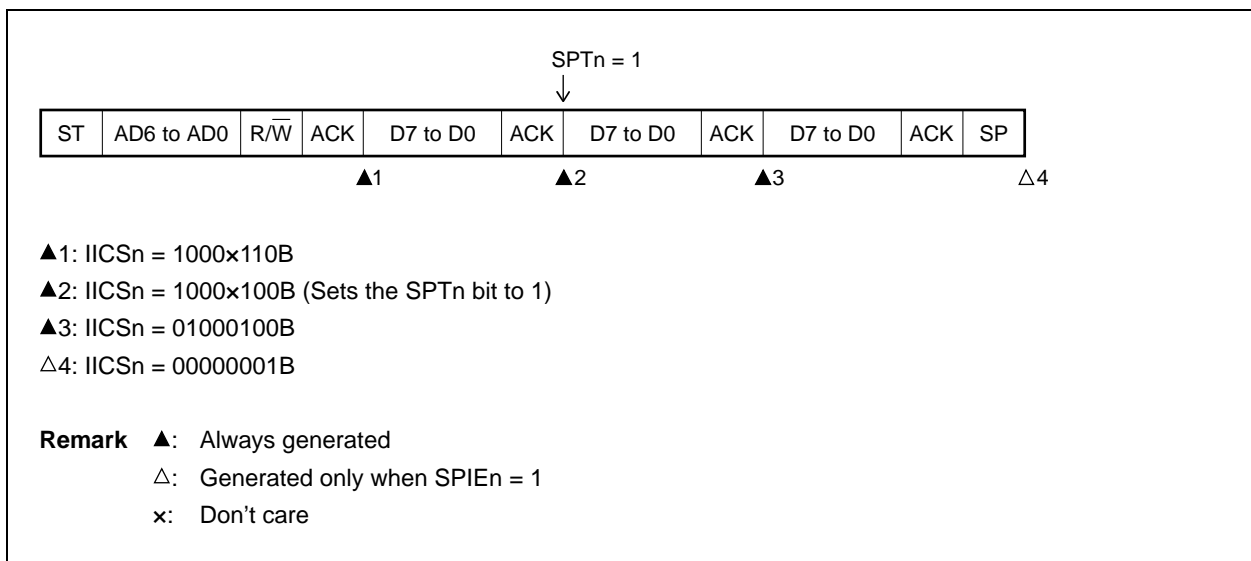 SPTn = 1
↓
ST AD6 to AD0 R/W̅ ACK D7 to D0 ACK D7 to D0 ACK D7 to D0 ACK SP
▲1 ▲2 ▲3 △4
▲1: IICSn = 1000×110B
▲2: IICSn = 1000×100B (Sets the SPTn bit to 1)
▲3: IICSn = 01000100B
△4: IICSn = 00000001B
Remark ▲: Always generated
△: Generated only when SPIEn = 1
×: Don't care